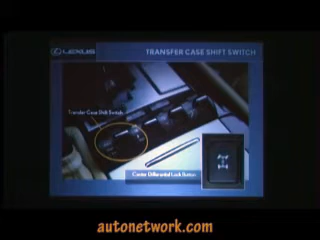 LEXUS
TRANSFER CASE SHIFT SWITCH
Transfer Case Shift Switch
Center Differential Lock Button
autonetwork.com